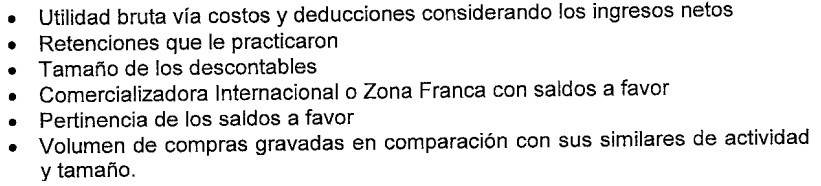 • Utilidad bruta vía costos y deducciones considerando los ingresos netos
• Retenciones que le practicaron
• Tamaño de los descontables
• Comercializadora Internacional o Zona Franca con saldos a favor
• Pertinencia de los saldos a favor
• Volumen de compras gravadas en comparación con sus similares de actividad
y tamaño.